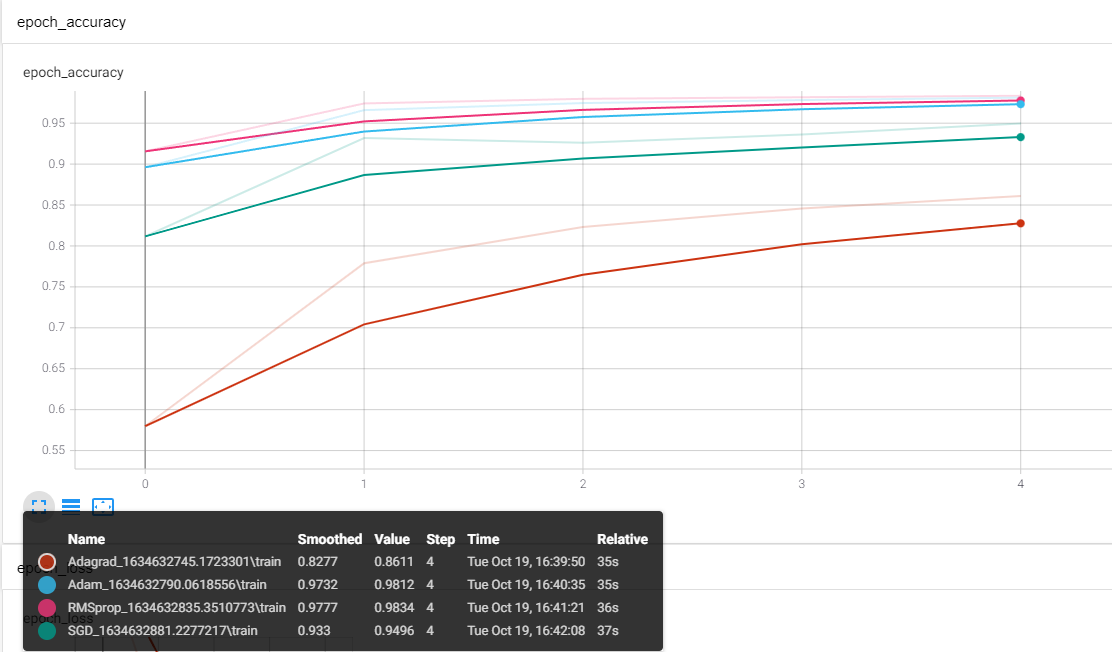 epoch_accuracy
epoch_accuracy
0.95
0.9
0.85
0.8
0.75
0.7
0.65
0.6
0.55
0 1 2 3 4
Name Smoothed Value Step Time Relative
Adagrad_1634632745.1723301\train 0.8277 0.8611 4 Tue Oct 19, 16:39:50 35s
epoch_loss
Adam_1634632790.0618556\train 0.9732 0.9812 4 Tue Oct 19, 16:40:35 35s
RMSprop_1634632835.3510773\train 0.9777 0.9834 4 Tue Oct 19, 16:41:21 36s
epoch_loss
SGD_1634632881.2277217\train 0.933 0.9496 4 Tue Oct 19, 16:42:08 37s